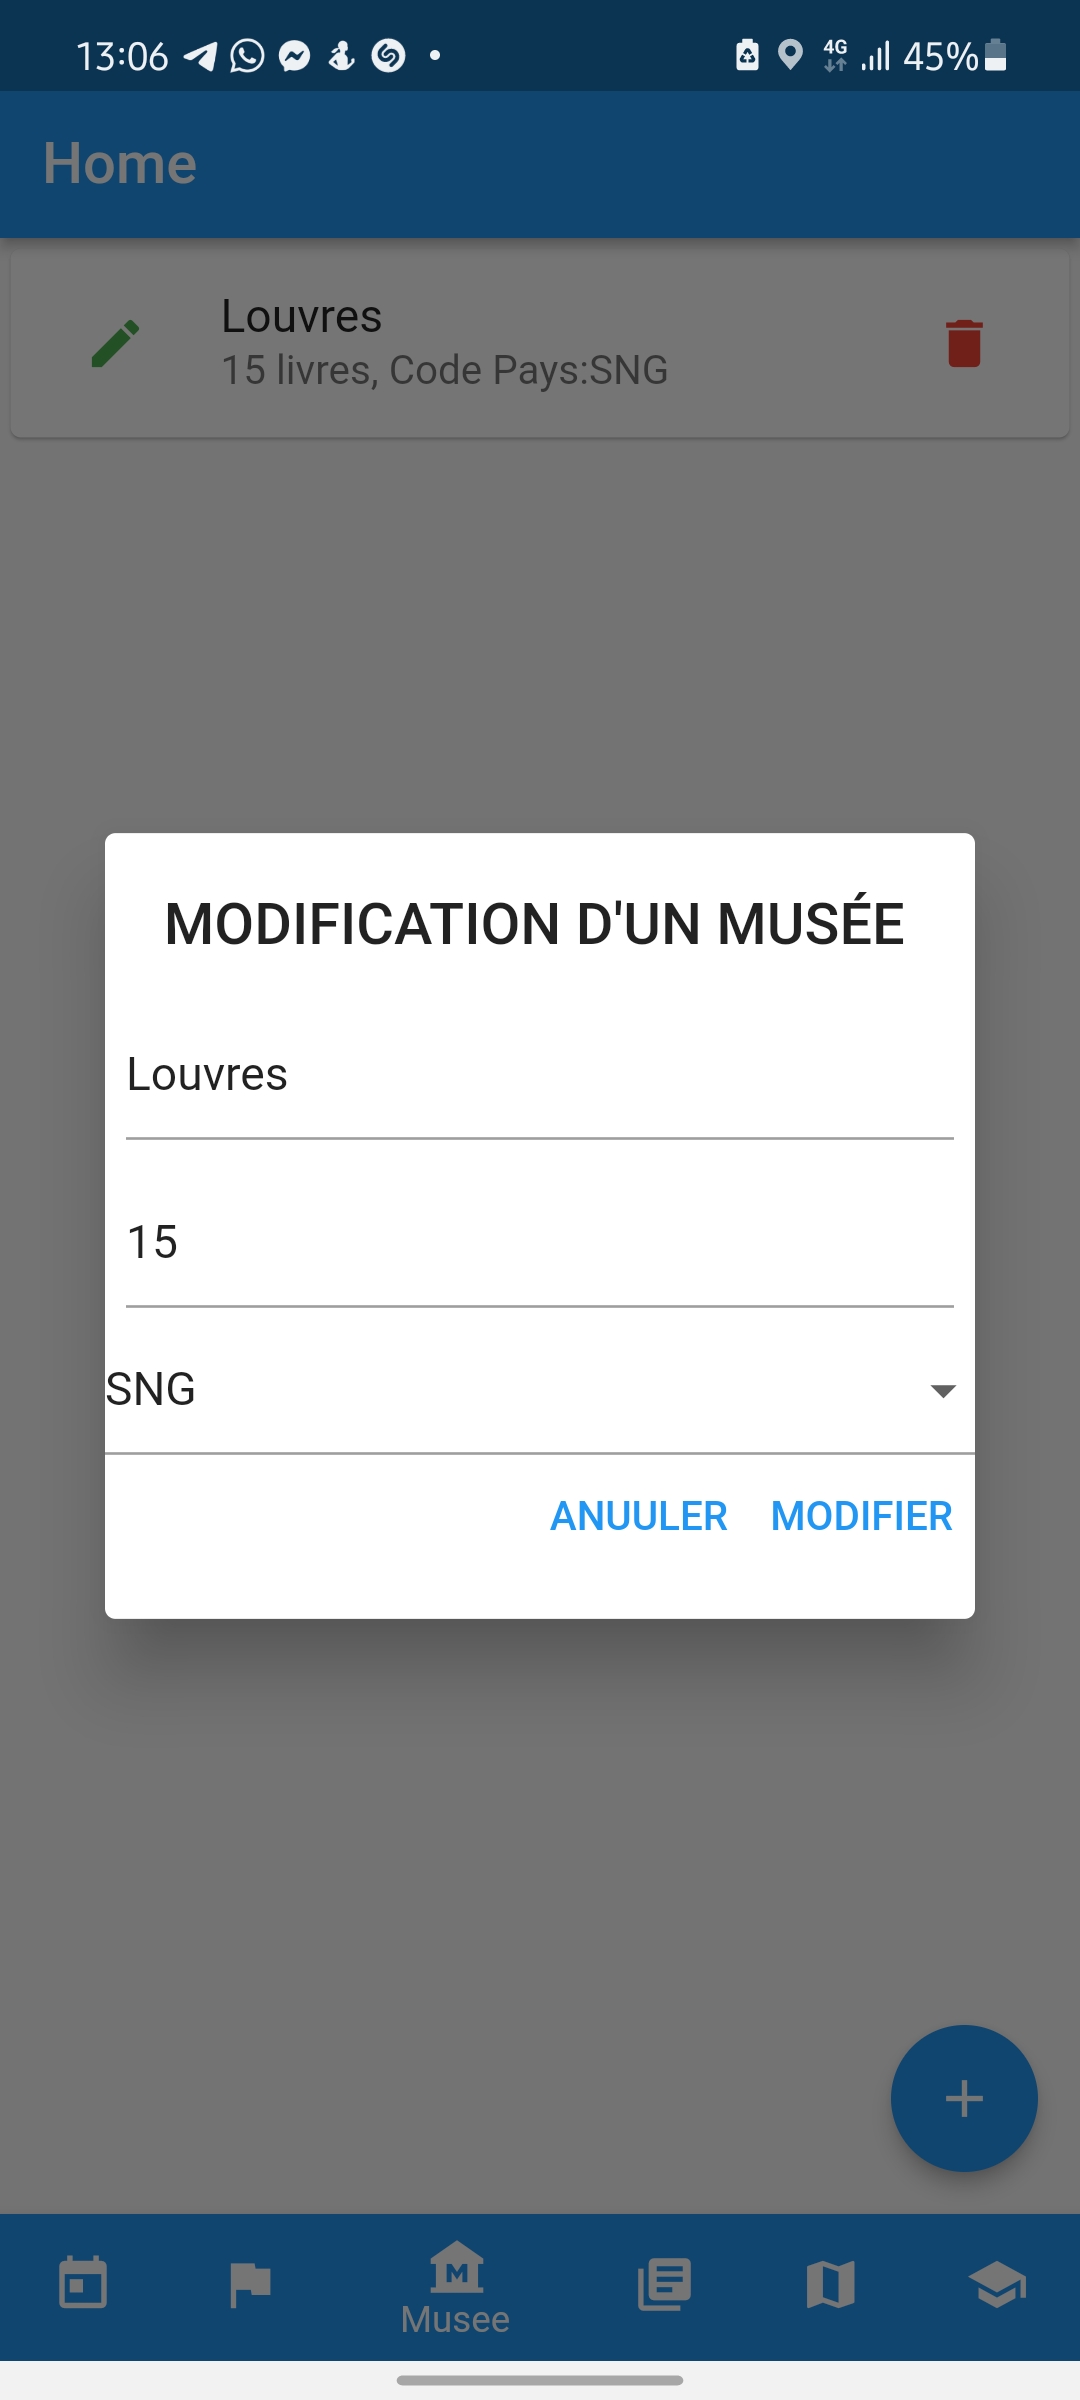 13:06 4G 45%
Home
Louvres
15 livres, Code Pays:SNG
MODIFICATION D'UN MUSÉE
Louvres
15
SNG
ANUULER MODIFIER
M
Musee